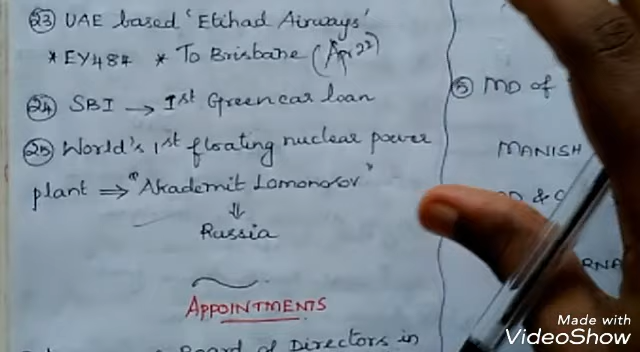 23 UAE based 'Etihad Airways'
* EY484 * To Brisbane (Apr 22)
24 SBI → 1st Green car loan
25 World's 1st floating nuclear power
plant ⇒ "Akademit Lomonosov"
⇓
Russia
APPOINTMENTS
Board of Directors in
5 MD of
MANISH
Made with
VideoShow